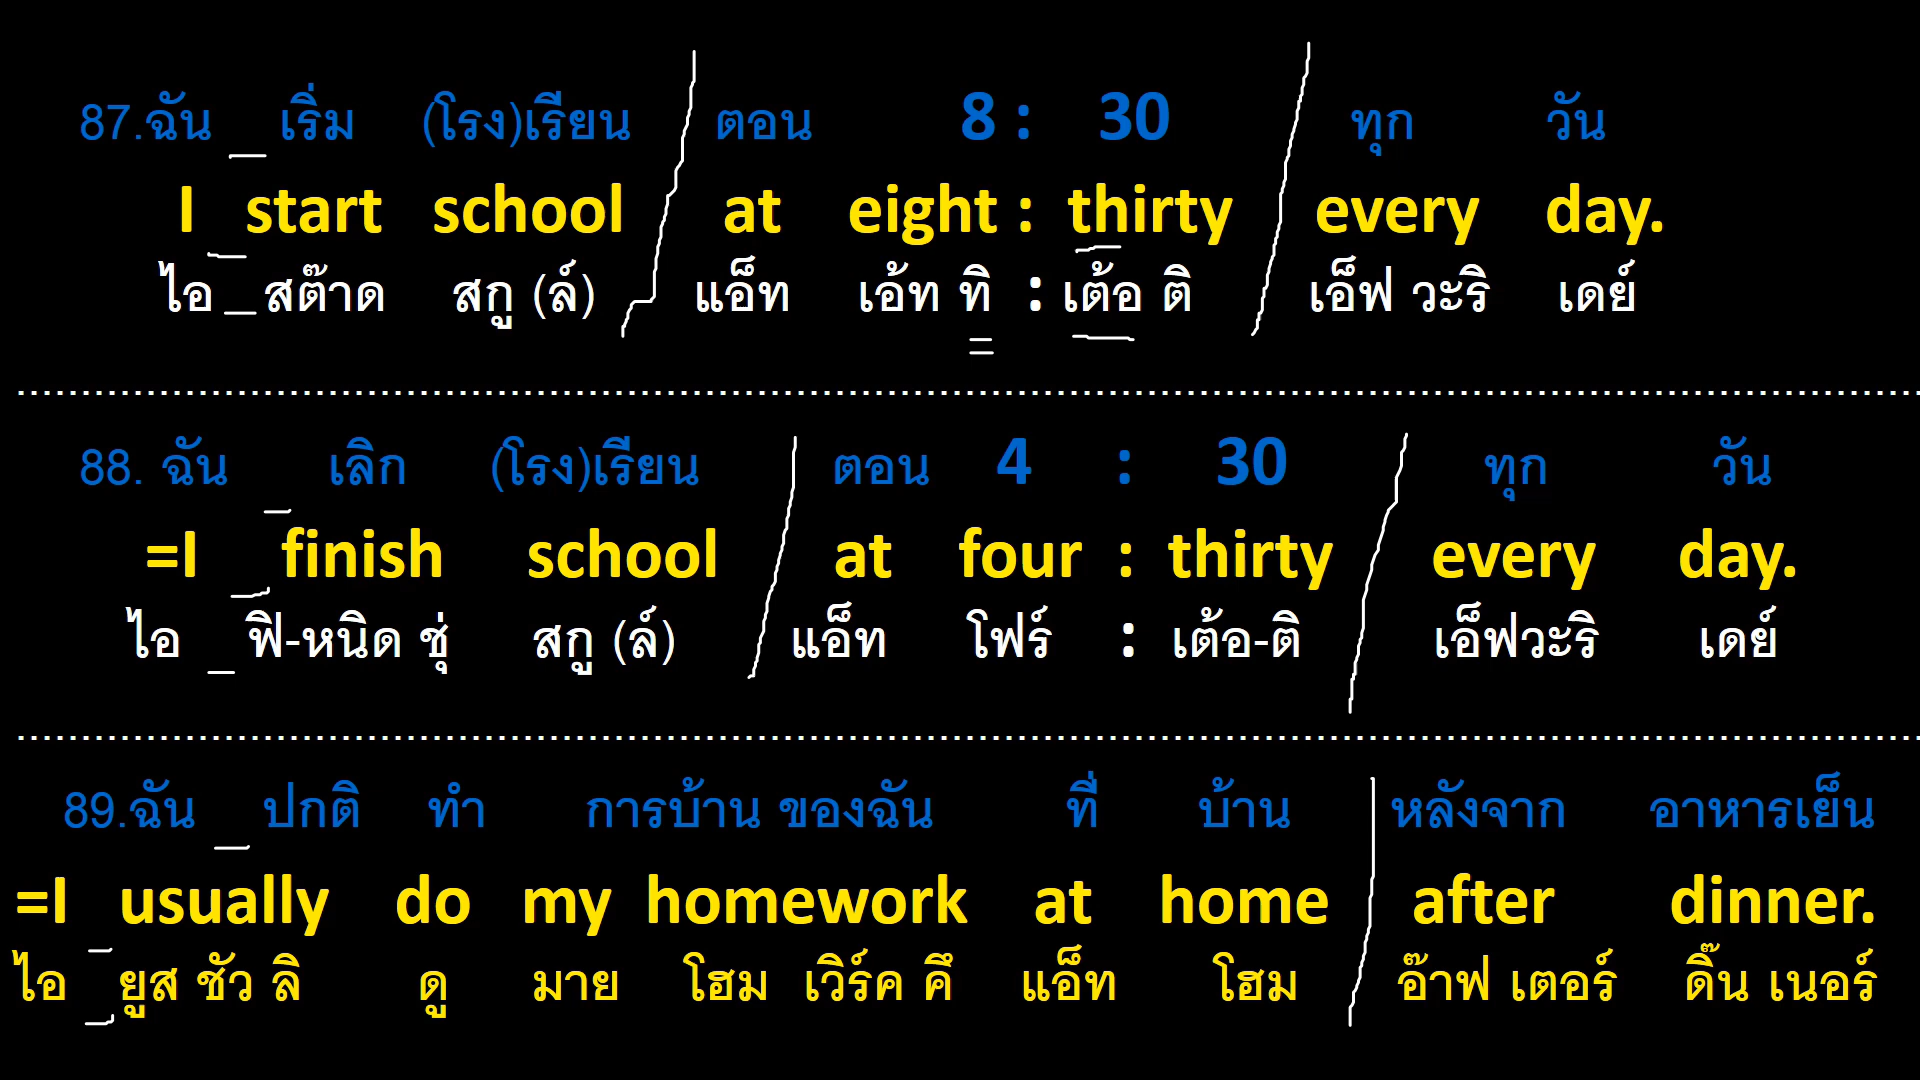 87.ฉัน เริ่ม (โรง)เรียน ตอน 8 : 30 ทุก วัน
I start school at eight : thirty every day.
ไอ สต๊าด สกู (ล์) แอ็ท เอ้ท ทิ : เต้อ ติ เอ็ฟ วะริ เดย์
88. ฉัน เลิก (โรง)เรียน ตอน 4 : 30 ทุก วัน
=I finish school at four : thirty every day.
ไอ ฟิ-หนิด ชุ่ สกู (ล์) แอ็ท โฟร์ : เต้อ-ติ เอ็ฟวะริ เดย์
89.ฉัน ปกติ ทำ การบ้าน ของฉัน ที่ บ้าน หลังจาก อาหารเย็น
=I usually do my homework at home after dinner.
ไอ ยูส ชัว ลิ ดู มาย โฮม เวิร์ค คึ แอ็ท โฮม อ๊าฟ เตอร์ ดิ๊น เนอร์